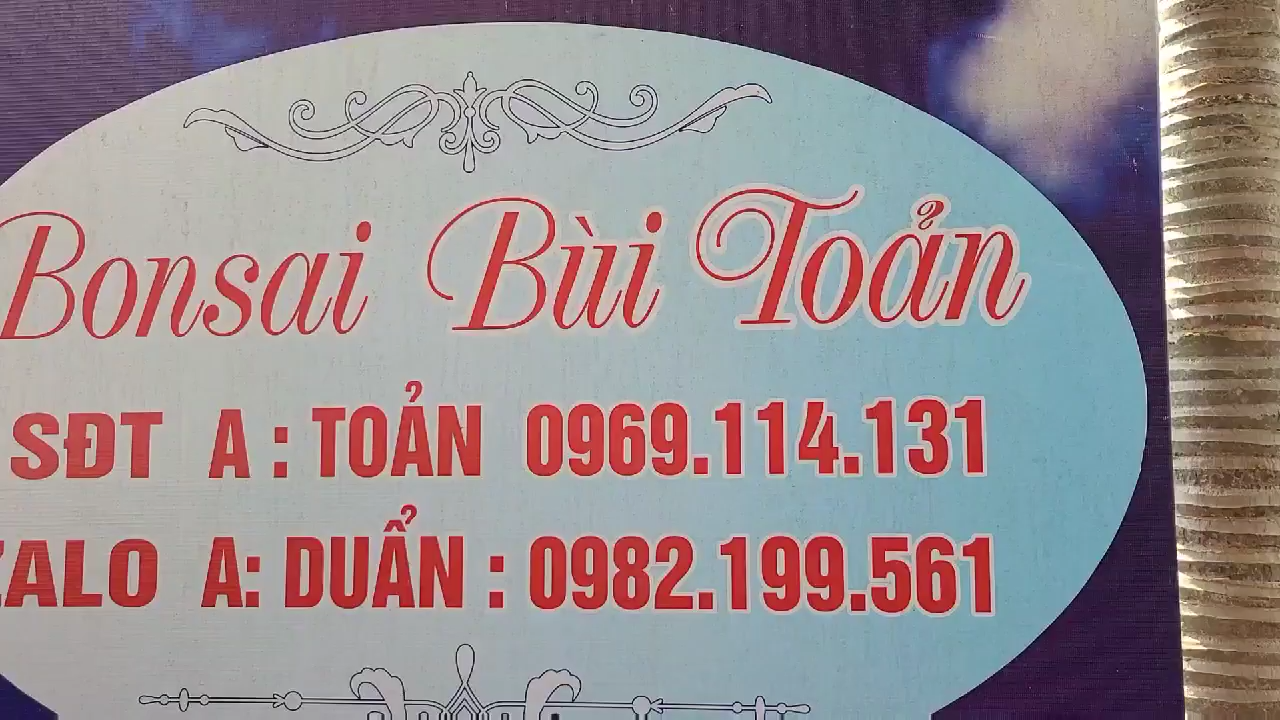 Bonsai Bùi Toản
SĐT A : TOẢN 0969.114.131
ZALO A: DUẨN : 0982.199.561